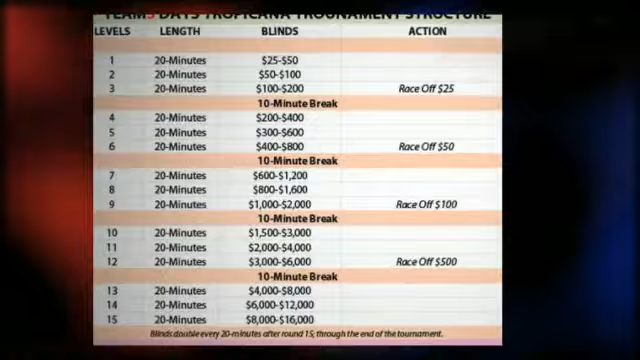 TEAMS DAYS TROPICANA TROUNAMENT STRUCTURE
LEVELS LENGTH BLINDS ACTION
1 20-Minutes $25-$50
2 20-Minutes $50-$100
3 20-Minutes $100-$200 Race Off $25
10-Minute Break
4 20-Minutes $200-$400
5 20-Minutes $300-$600
6 20-Minutes $400-$800 Race Off $50
10-Minute Break
7 20-Minutes $600-$1,200
8 20-Minutes $800-$1,600
9 20-Minutes $1,000-$2,000 Race Off $100
10-Minute Break
10 20-Minutes $1,500-$3,000
11 20-Minutes $2,000-$4,000
12 20-Minutes $3,000-$6,000 Race Off $500
10-Minute Break
13 20-Minutes $4,000-$8,000
14 20-Minutes $6,000-$12,000
15 20-Minutes $8,000-$16,000
Blinds double every 20-minutes after round 15; through the end of the tournament.